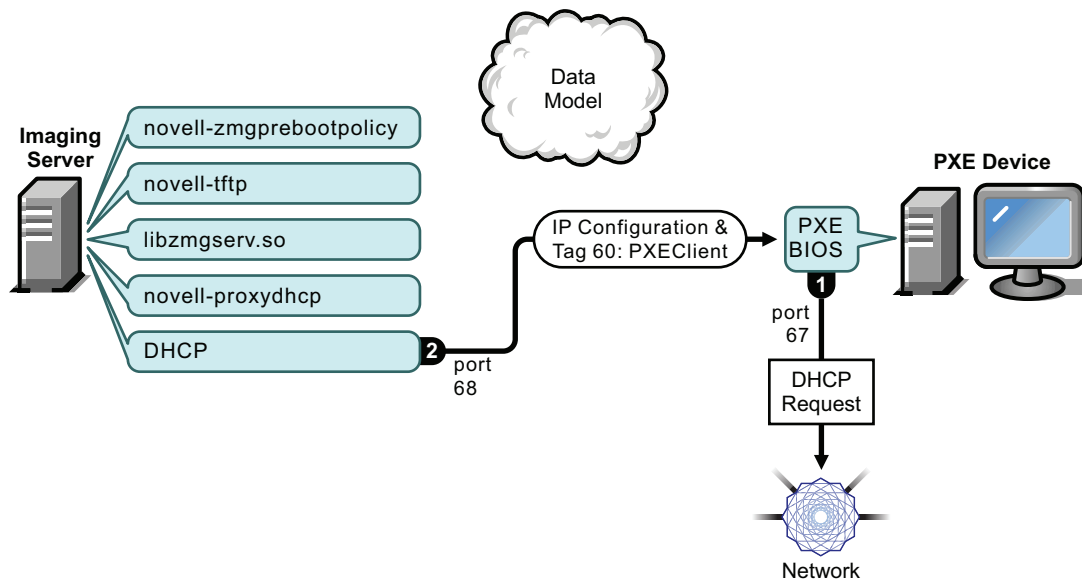 Data
Model
Imaging
Server
novell-zmgprebootpolicy
novell-tftp
libzmgserv.so
novell-proxydhcp
DHCP
2
port
68
IP Configuration &
Tag 60: PXEClient
PXE
BIOS
PXE Device
1
port
67
DHCP
Request
Network